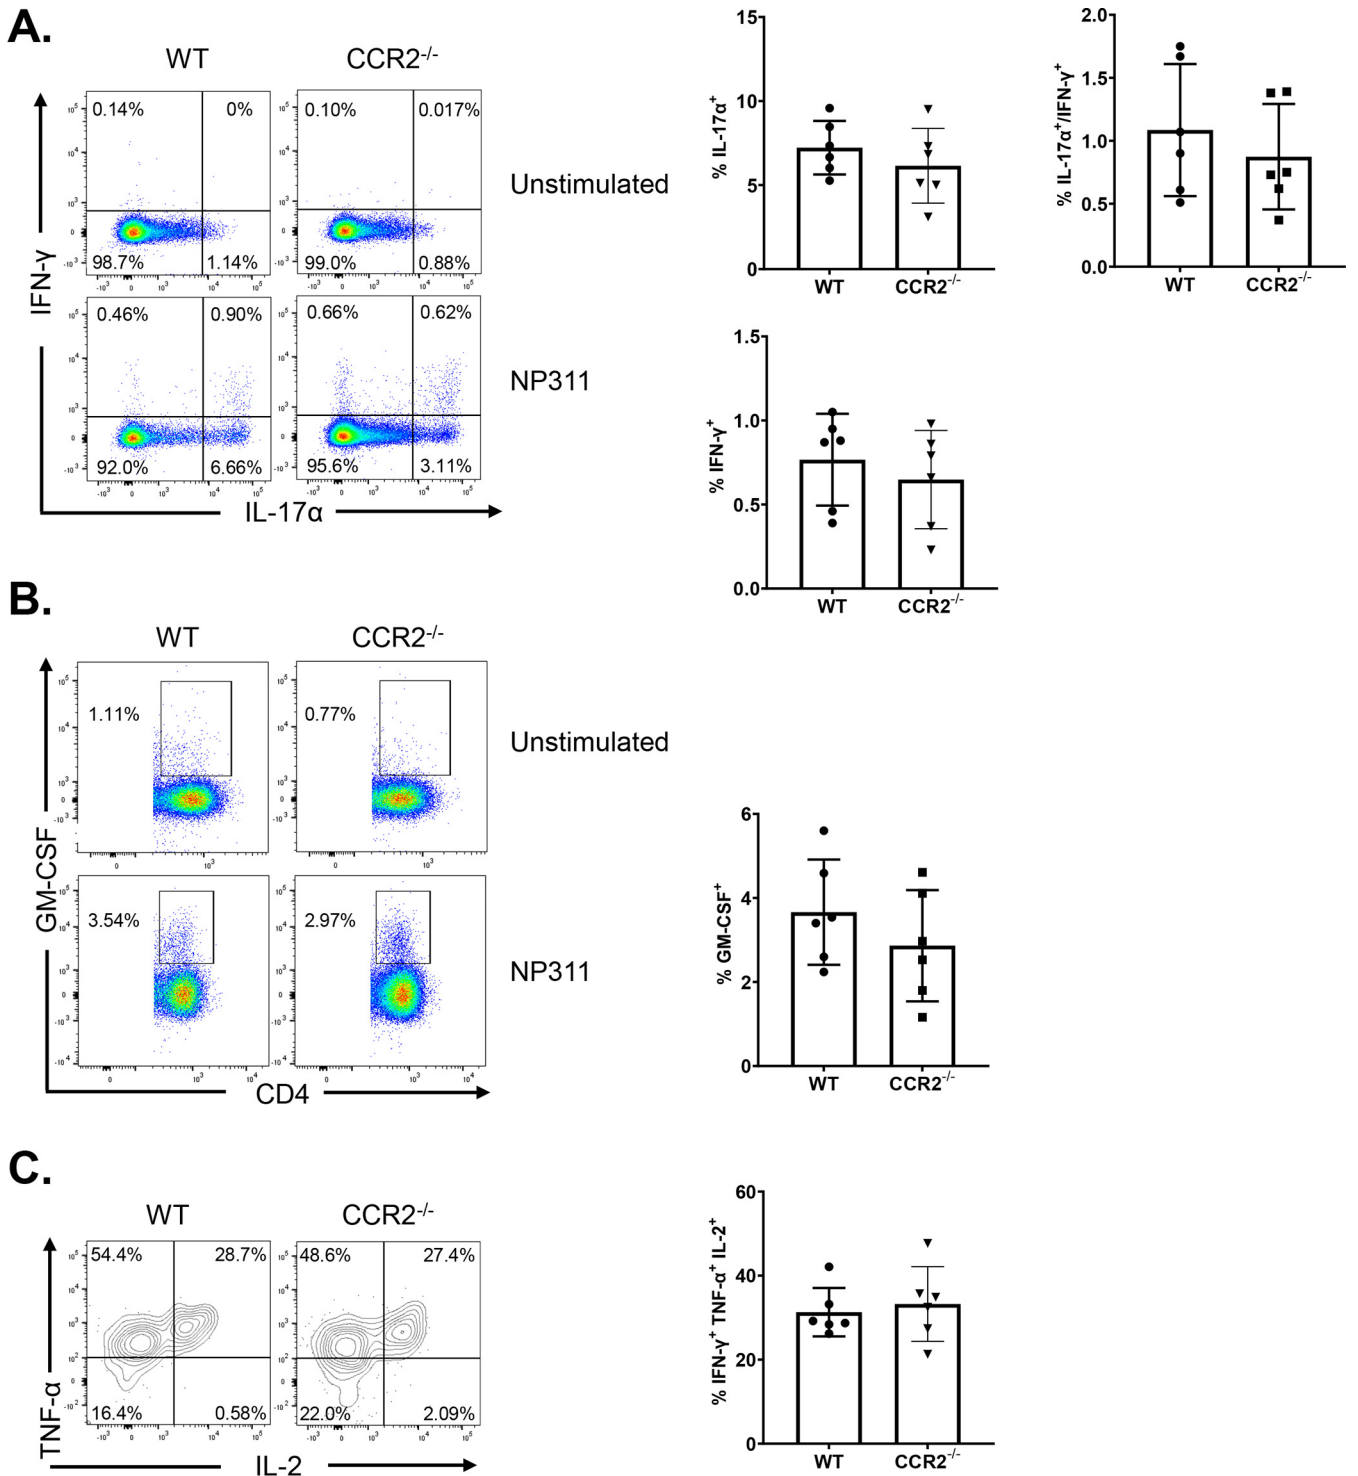 A.
WT
CCR2-/-
0.14%
0%
0.10%
0.017%
98.7%
1.14%
99.0%
0.88%
Unstimulated
0.46%
0.90%
0.66%
0.62%
92.0%
6.66%
95.6%
3.11%
NP311
IFN-γ
IL-17α
% IL-17α+
15
10
5
0
WT
CCR2-/-
% IL-17α+/IFN-γ+
2.0
1.5
1.0
0.5
0.0
WT
CCR2-/-
% IFN-γ+
1.5
1.0
0.5
0.0
WT
CCR2-/-
B.
WT
CCR2-/-
1.11%
0.77%
Unstimulated
3.54%
2.97%
NP311
GM-CSF
CD4
% GM-CSF+
6
4
2
0
WT
CCR2-/-
C.
WT
CCR2-/-
54.4%
28.7%
48.6%
27.4%
16.4%
0.58%
22.0%
2.09%
TNF-α
IL-2
% IFN-γ+ TNF-α+ IL-2+
60
40
20
0
WT
CCR2-/-